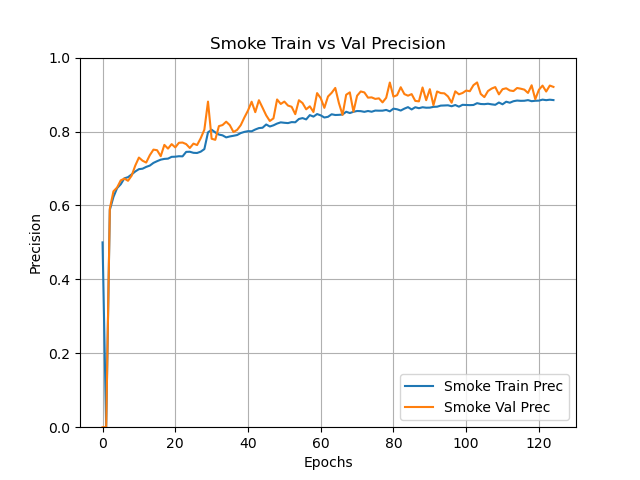 Smoke Train vs Val Precision
1.0
0.8
0.6
0.4
0.2
0.0
Precision
0 20 40 60 80 100 120
Epochs
Smoke Train Prec
Smoke Val Prec